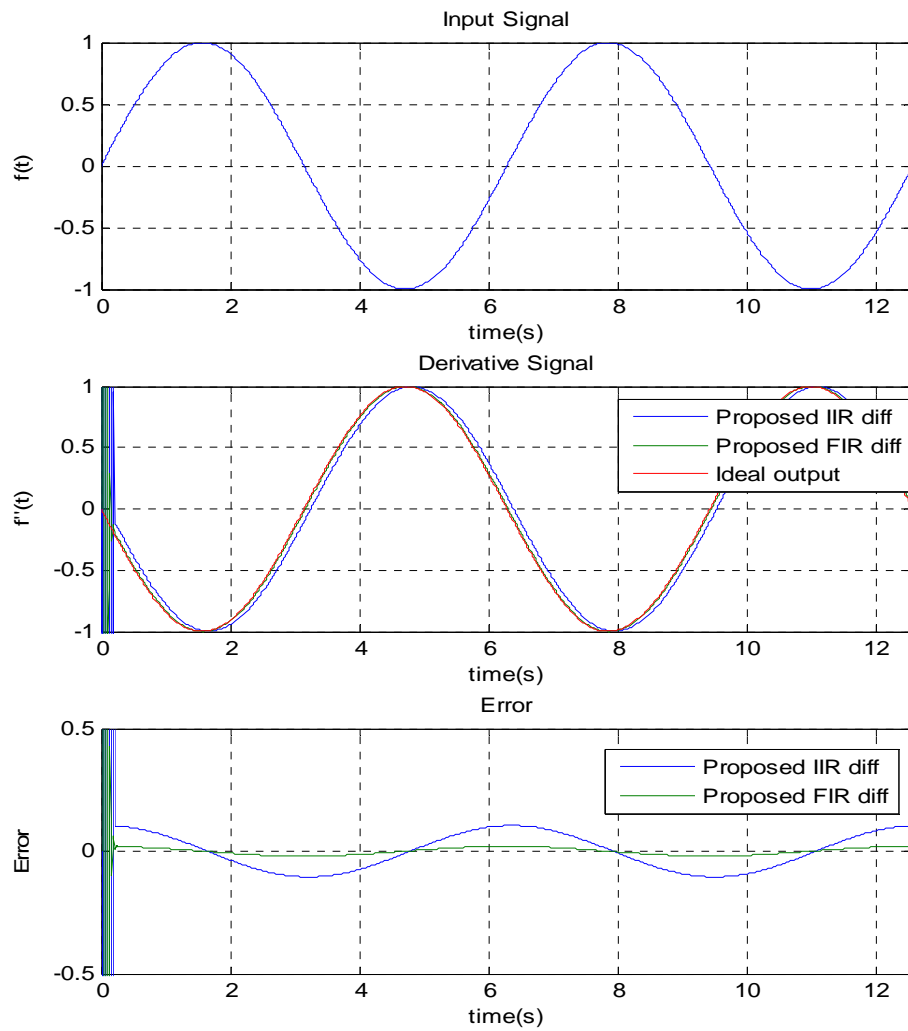 Input Signal
1
0.5
0
-0.5
-1
f(t)
0 2 4 6 8 10 12
time(s)
Derivative Signal
1
0.5
0
-0.5
-1
f''(t)
Proposed IIR diff
Proposed FIR diff
Ideal output
0 2 4 6 8 10 12
time(s)
Error
0.5
0
-0.5
Error
Proposed IIR diff
Proposed FIR diff
0 2 4 6 8 10 12
time(s)